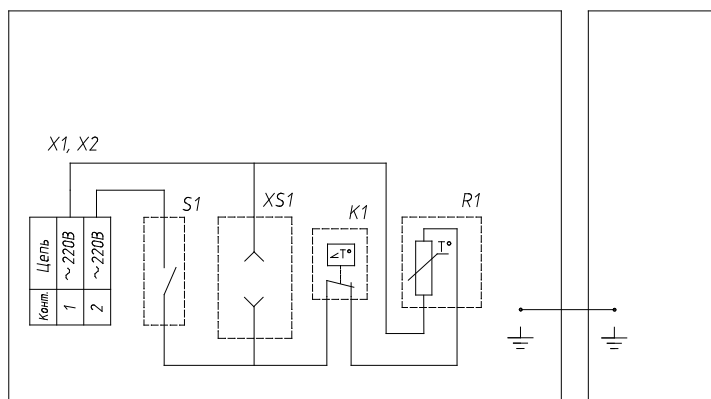 X1, X2
S1
XS1
K1
R1
Конт.
Цепь
1
~220В
2
~220В
∠T°
T°